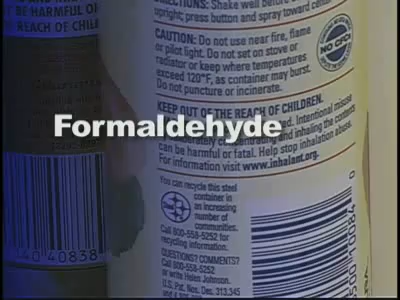 DIRECTIONS: Shake well before
upright; press button and spray toward
CAUTION: Do not use near fire, flame
or pilot light. Do not set on stove or
radiator or keep where temperatures
exceed 120°F, as container may burst.
Do not puncture or incinerate.
NO CFCs
KEEP OUT OF THE REACH OF CHILDREN.
Intentional misuse
concentrating and inhaling the contents
can be harmful or fatal. Help stop inhalation abuse.
For information visit www.inhalant.org.
Formaldehyde
You can recycle this steel
container in
an increasing
number of
communities.
Call 800-558-5252 for
recycling information.
QUESTIONS? COMMENTS?
Call 800-558-5252
or write Helen Johnson.
U.S. Pat. Nos. Des. 313,345
BE HARMFUL OF
REACH OF CHILD
40838